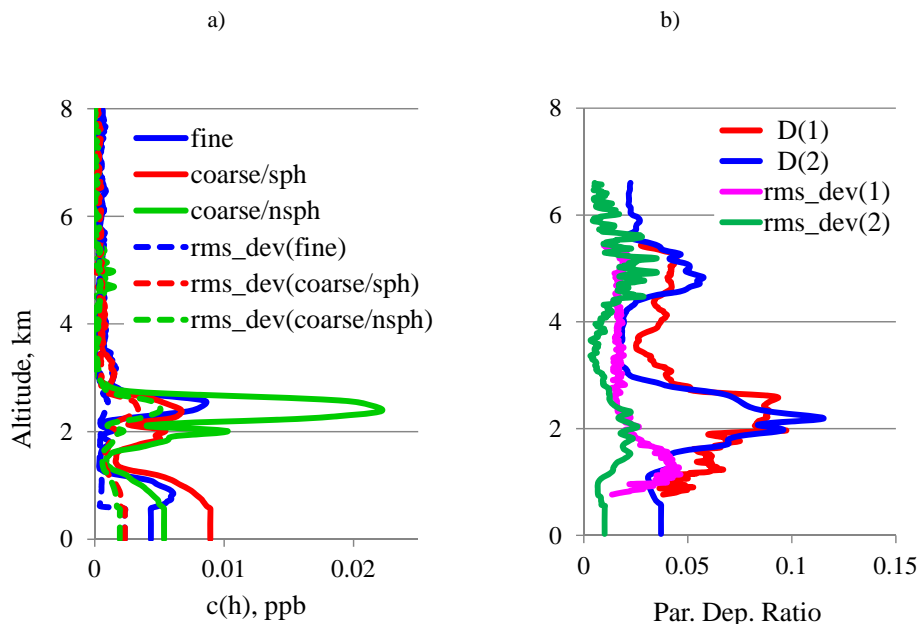 a)
b)
8
6
4
2
0
Altitude, km
fine
coarse/sph
coarse/nsph
rms_dev(fine)
rms_dev(coarse/sph)
rms_dev(coarse/nsph)
0
0.01
0.02
c(h), ppb
8
6
4
2
0
D(1)
D(2)
rms_dev(1)
rms_dev(2)
0
0.05
0.1
0.15
Par. Dep. Ratio